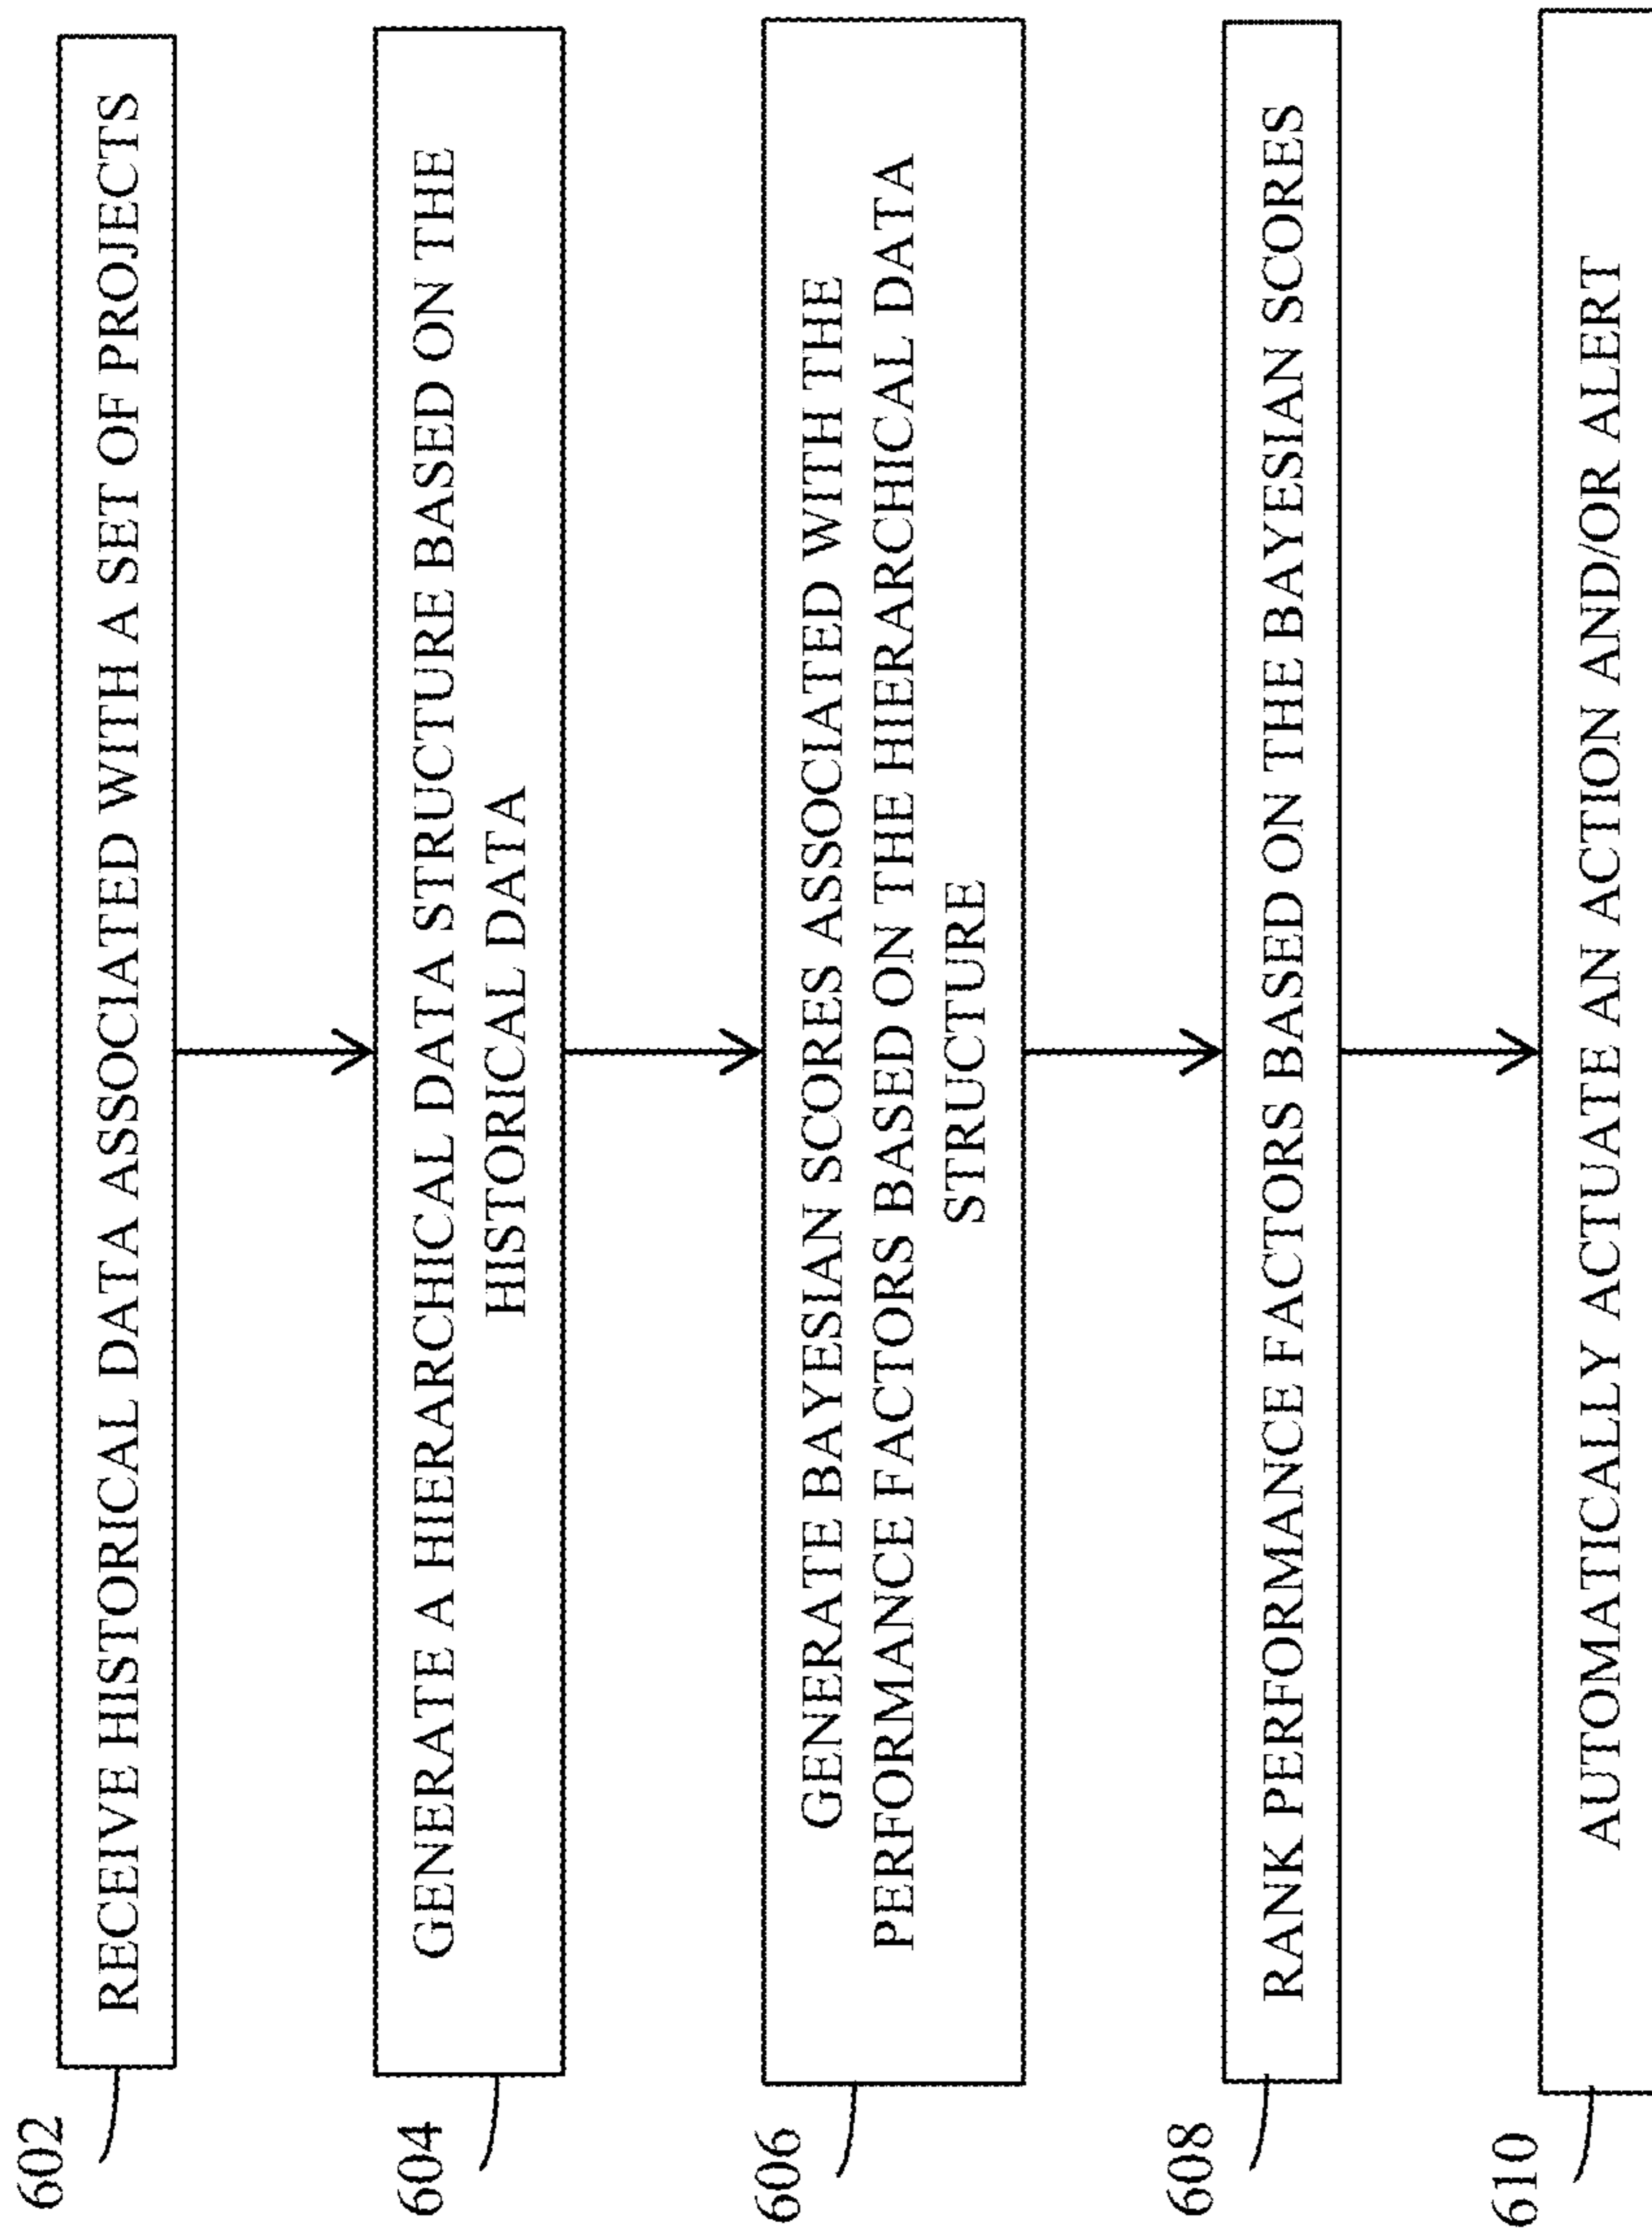 602
RECEIVE HISTORICAL DATA ASSOCIATED WITH A SET OF PROJECTS
604
GENERATE A HIERARCHICAL DATA STRUCTURE BASED ON THE
HISTORICAL DATA
606
GENERATE BAYESIAN SCORES ASSOCIATED WITH THE
PERFORMANCE FACTORS BASED ON THE HIERARCHICAL DATA
STRUCTURE
608
RANK PERFORMANCE FACTORS BASED ON THE BAYESIAN SCORES
610
AUTOMATICALLY ACTUATE AN ACTION AND/OR ALERT